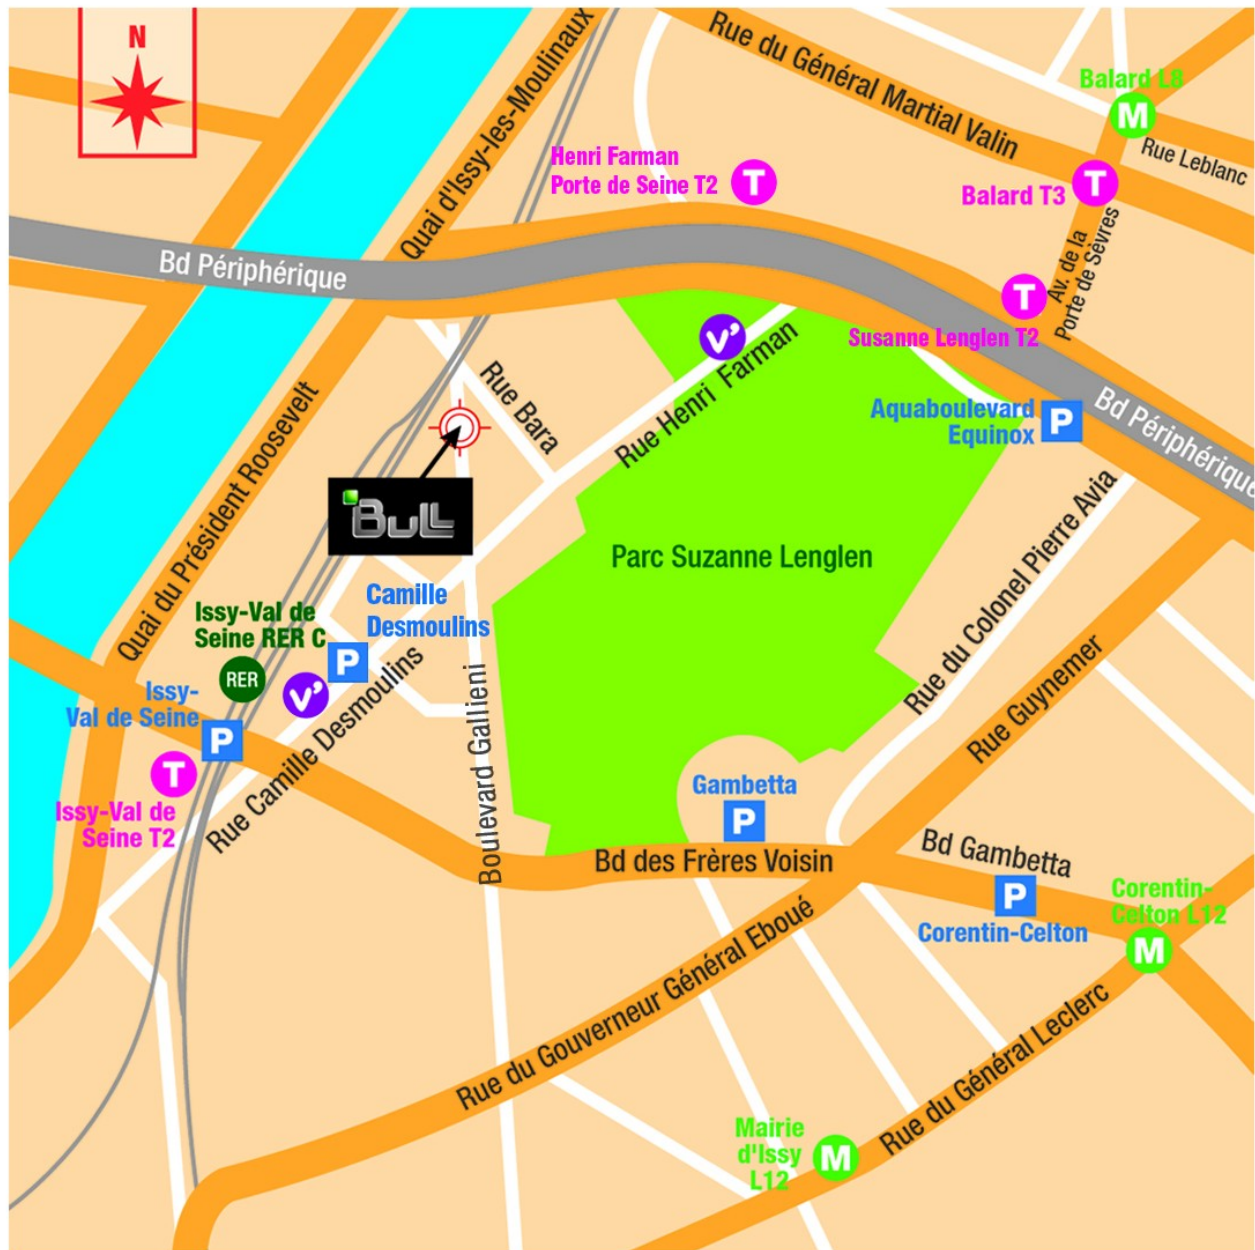 N
Quai d'Issy-les-Moulinaux
Rue du Général Martial Valin
Balard L8
M
Rue Leblanc
Henri Farman
Porte de Seine T2
T
Balard T3
T
Av. de la
Porte de Sèvres
Bd Périphérique
T
Susanne Lenglen T2
V'
Rue Henri Farman
Rue Bara
Aquaboulevard
Equinox
P
Bd Périphérique
Quai du Président Roosevelt
Bull
Parc Suzanne Lenglen
Rue du Colonel Pierre Avia
Camille
Desmoulins
P
Issy-Val de
Seine RER C
RER
V'
Issy-
Val de Seine
P
T
Issy-Val de
Seine T2
Rue Camille Desmoulins
Boulevard Gallieni
Rue Guynemer
Gambetta
P
Bd des Frères Voisin
Bd Gambetta
P
Corentin-Celton
Corentin-
Celton L12
M
Rue du Gouverneur Général Eboué
Rue du Général Leclerc
Mairie
d'Issy
L12
M